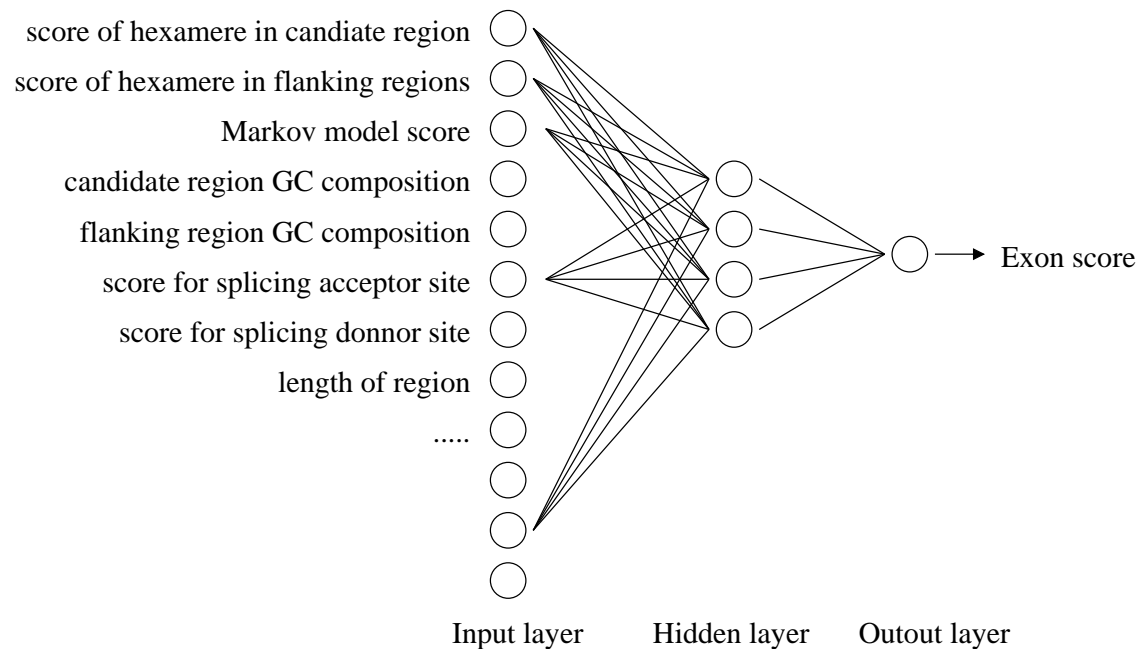 score of hexamere in candiate region
score of hexamere in flanking regions
Markov model score
candidate region GC composition
flanking region GC composition
score for splicing acceptor site
score for splicing donnor site
length of region
.....
Exon score
Input layer
Hidden layer
Outout layer